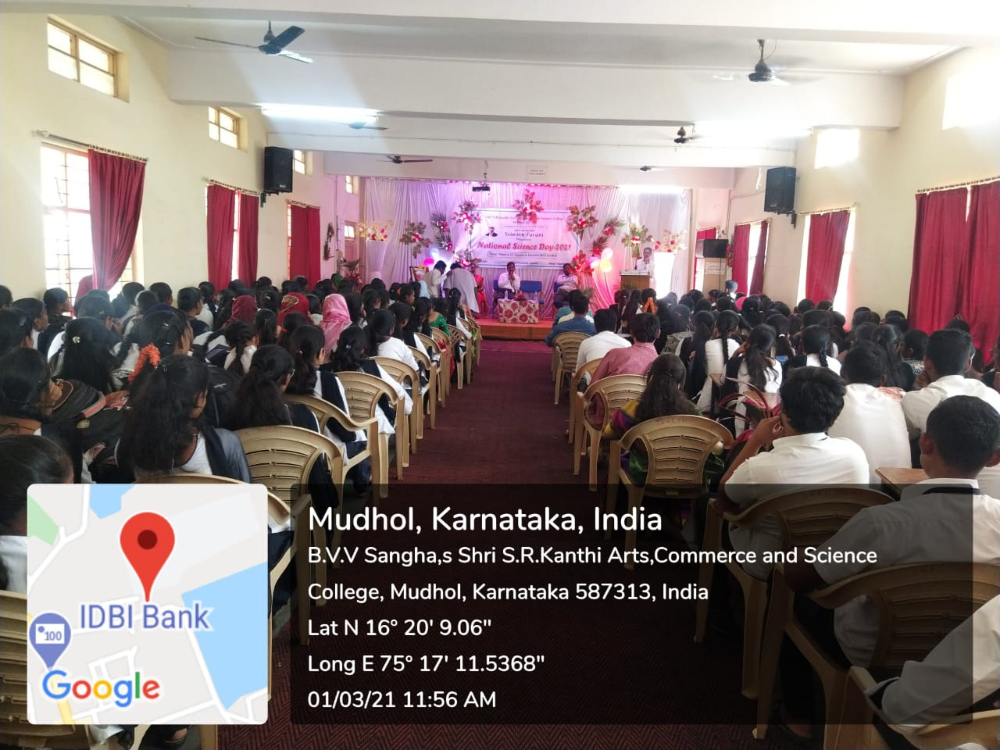 Science Forum
National Science Day-2021
Mudhol, Karnataka, India
B.V.V Sangha,s Shri S.R.Kanthi Arts,Commerce and Science
College, Mudhol, Karnataka 587313, India
Lat N 16° 20' 9.06"
Long E 75° 17' 11.5368"
01/03/21 11:56 AM
IDBI Bank
100
Google